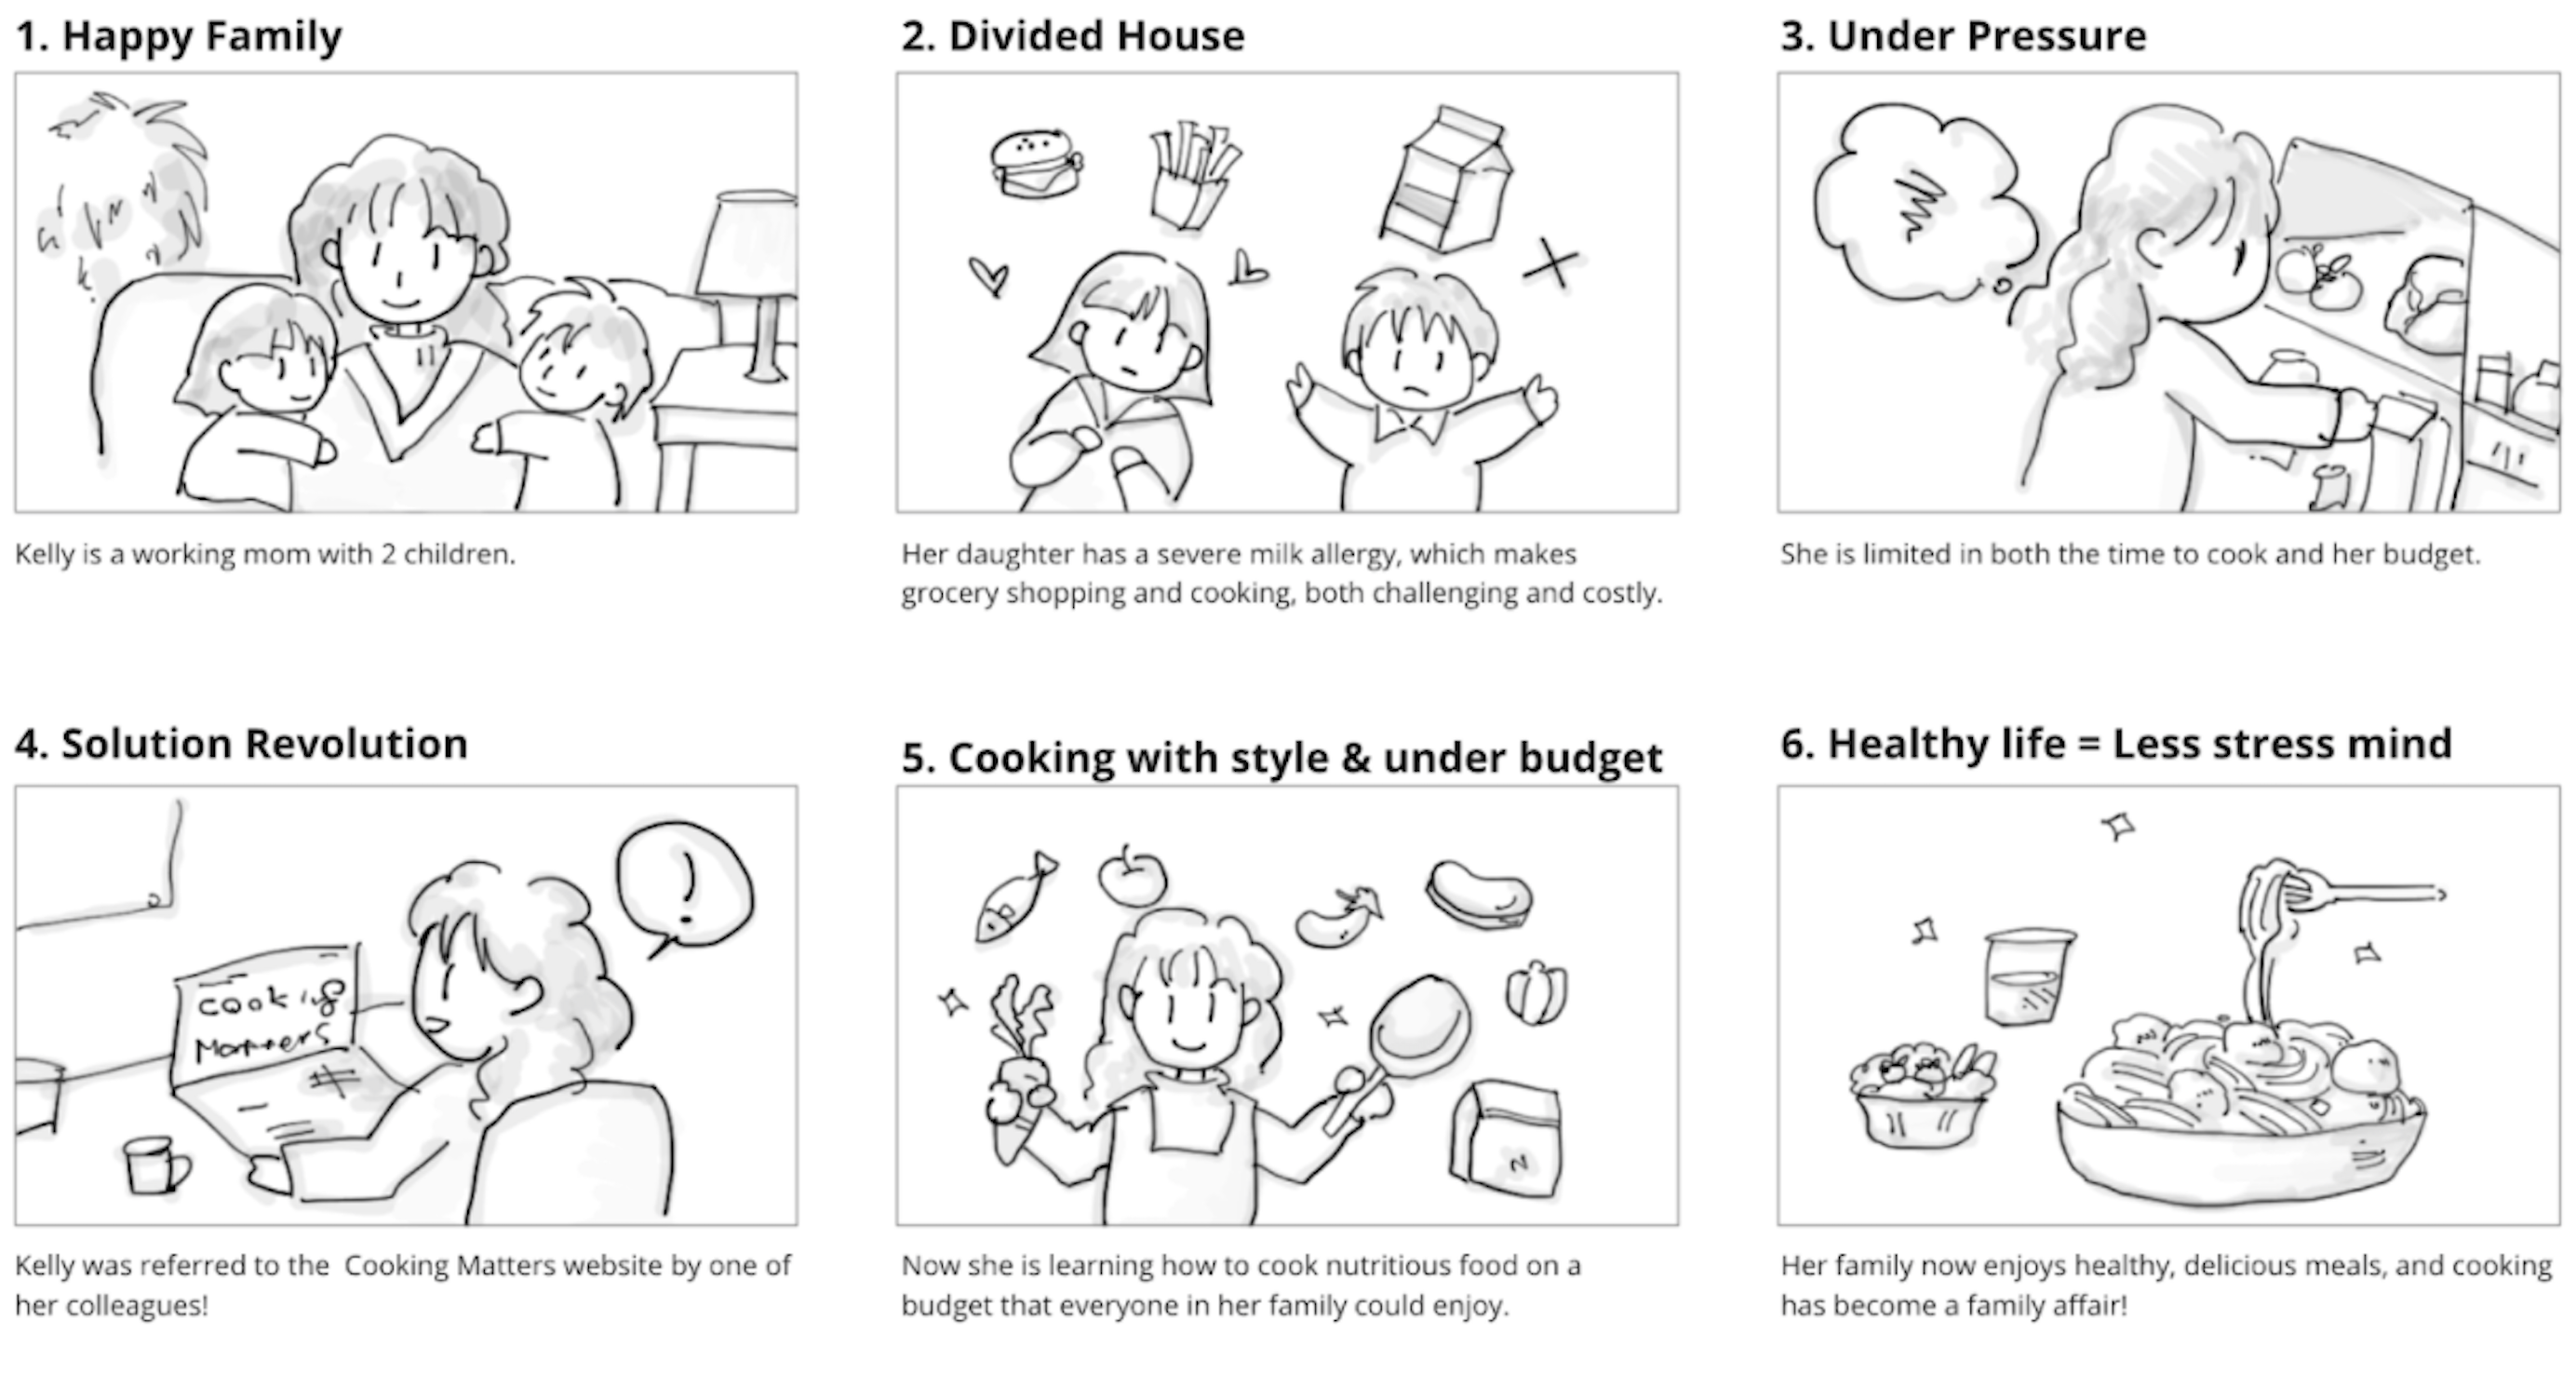 1. Happy Family
Kelly is a working mom with 2 children.
2. Divided House
Her daughter has a severe milk allergy, which makes
grocery shopping and cooking, both challenging and costly.
3. Under Pressure
She is limited in both the time to cook and her budget.
4. Solution Revolution
!
cooking
Matters
Kelly was referred to the  Cooking Matters website by one of
her colleagues!
5. Cooking with style & under budget
Now she is learning how to cook nutritious food on a
budget that everyone in her family could enjoy.
6. Healthy life = Less stress mind
Her family now enjoys healthy, delicious meals, and cooking
has become a family affair!